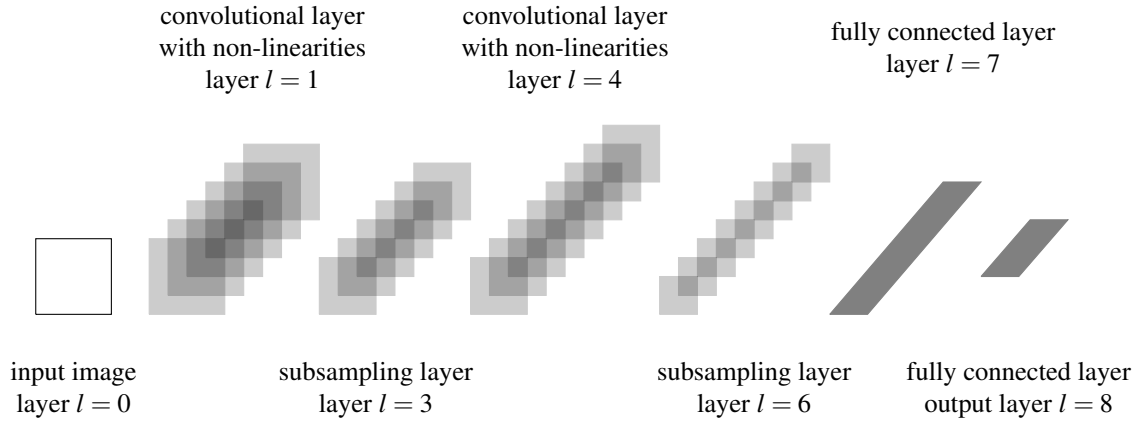 convolutional layer
with non-linearities
layer l = 1
convolutional layer
with non-linearities
layer l = 4
fully connected layer
layer l = 7
input image
layer l = 0
subsampling layer
layer l = 3
subsampling layer
layer l = 6
fully connected layer
output layer l = 8